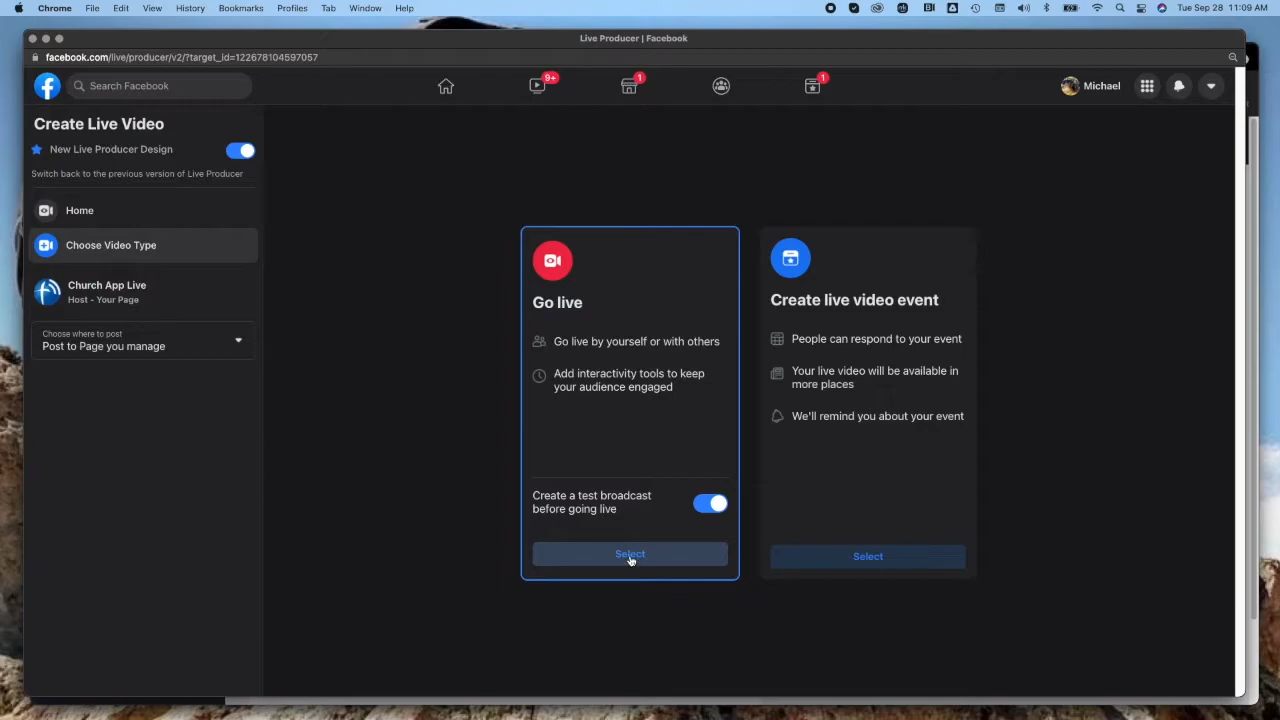 Chrome File Edit View History Bookmarks Profiles Tab Window Help Tue Sep 28 11:09 AM
Live Producer | Facebook
facebook.com/live/producer/v2/?target_id=122678104597057
Search Facebook
9+
1
1
Michael
Create Live Video
New Live Producer Design
Switch back to the previous version of Live Producer
Home
Choose Video Type
Church App Live
Host - Your Page
Choose where to post
Post to Page you manage
Go live
Go live by yourself or with others
Add interactivity tools to keep
your audience engaged
Create a test broadcast
before going live
Select
Create live video event
People can respond to your event
Your live video will be available in
more places
We'll remind you about your event
Select